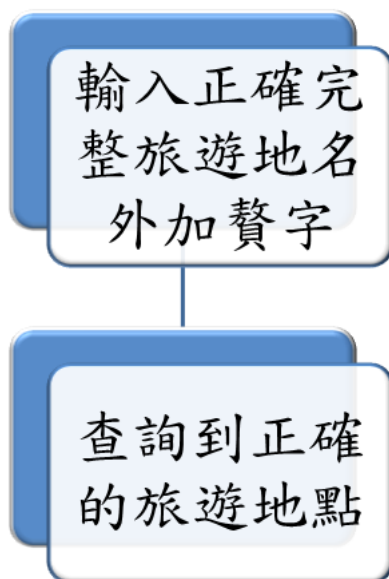 輸入正確完
整旅遊地名
外加贅字
查詢到正確
的旅遊地點